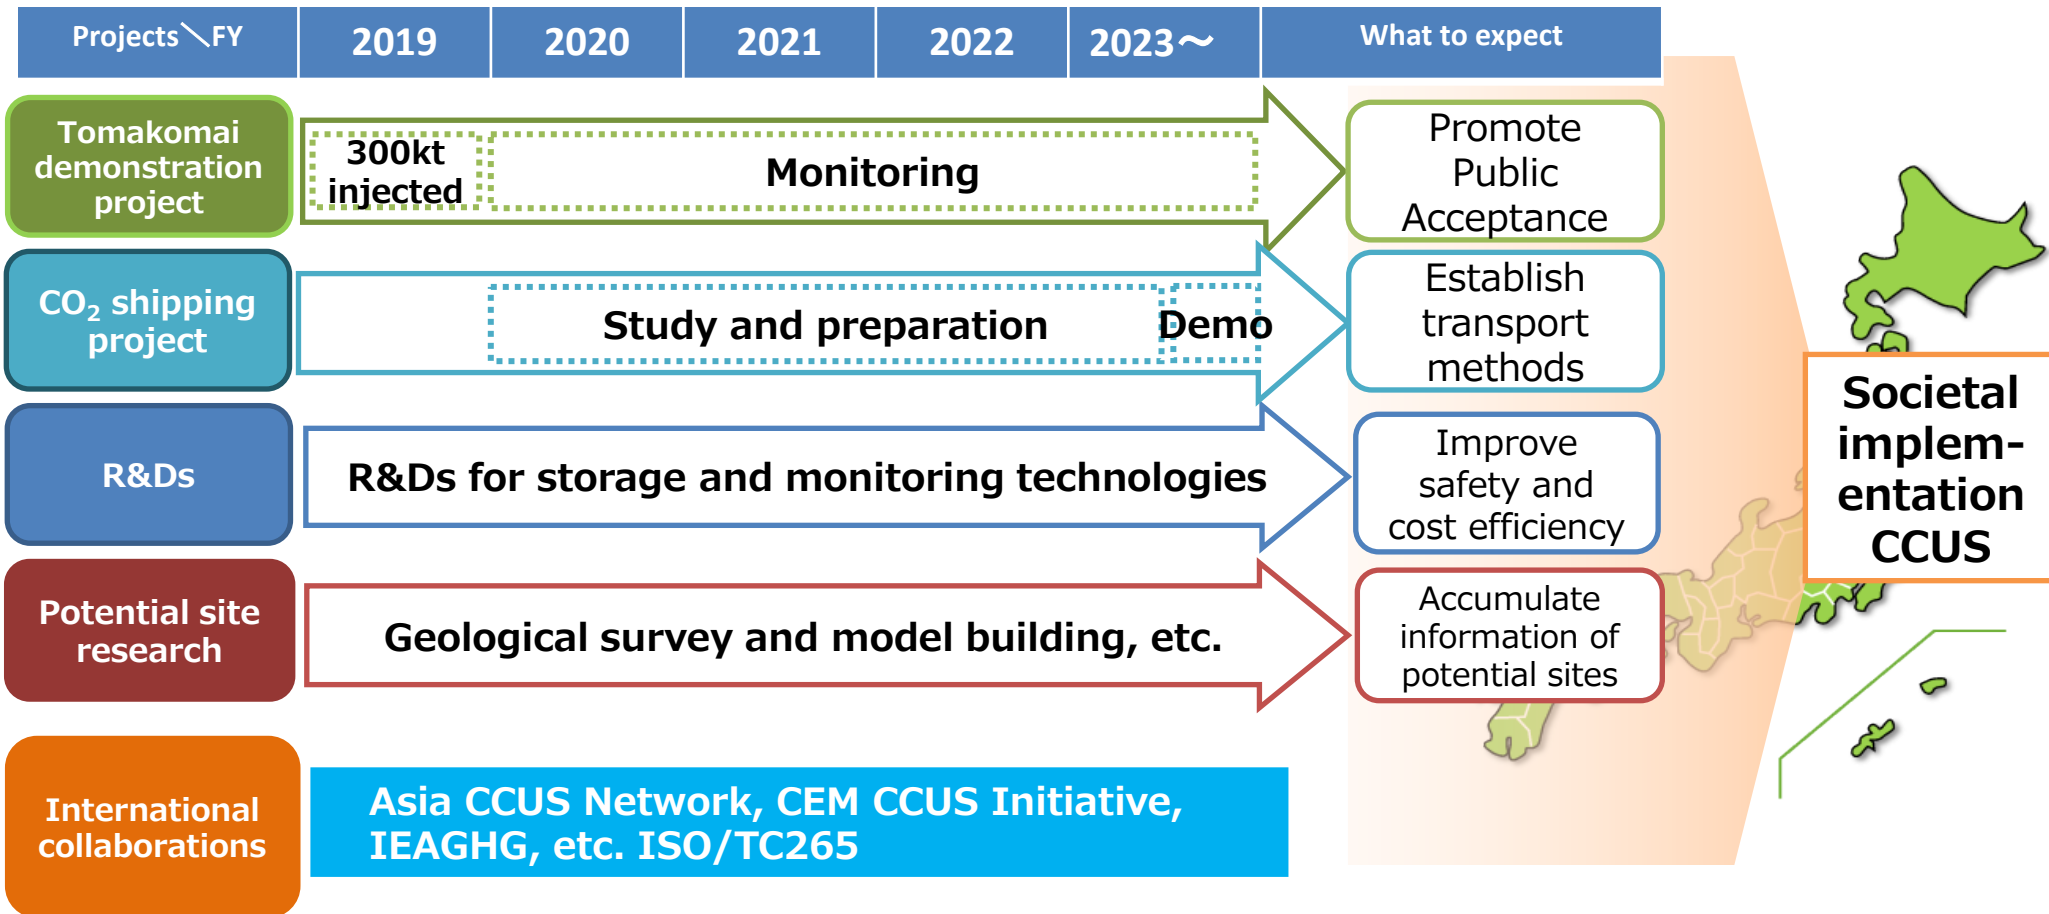 Projects＼FY
2019
2020
2021
2022
2023～
What to expect
Tomakomai
demonstration
project
300kt
injected
Monitoring
Promote
Public
Acceptance
CO₂ shipping
project
Study and preparation
Demo
Establish
transport
methods
R&Ds
R&Ds for storage and monitoring technologies
Improve
safety and
cost efficiency
Potential site
research
Geological survey and model building, etc.
Accumulate
information of
potential sites
International
collaborations
Asia CCUS Network, CEM CCUS Initiative,
IEAGHG, etc. ISO/TC265
Societal
implem-
entation
CCUS